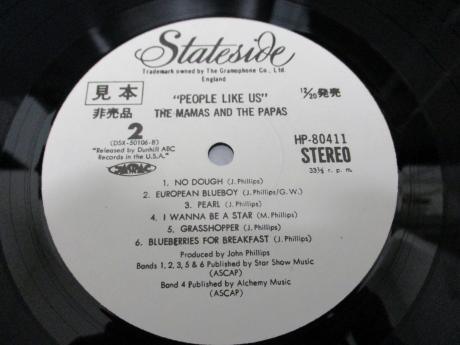 Stateside
Trademark owned by The Gramophone Co., Ltd.
England
見本
非売品
"PEOPLE LIKE US"
12/20発売
THE MAMAS AND THE PAPAS
2
(DSX-50106-B)
"Released by Dunhill ABC
Records in the U.S.A."
HP-80411
STEREO
33⅓ r. p. m.
1. NO DOUGH (J. Phillips)
2. EUROPEAN BLUEBOY (J. Phillips/G.W.)
3. PEARL (J. Phillips)
4. I WANNA BE A STAR (M. Phillips)
5. GRASSHOPPER (J. Phillips)
6. BLUEBERRIES FOR BREAKFAST (J. Phillips)
Produced by John Phillips
Bands 1, 2, 3, 5 & 6 Published by Star Show Music
(ASCAP)
Band 4 Published by Alchemy Music
(ASCAP)